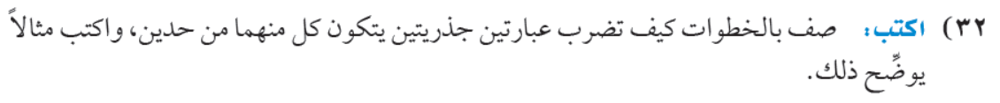 ٣٢) اكتب: صف بالخطوات كيف تضرب عبارتين جذريتين يتكون كل منهما من حدين، واكتب مثالاً
يوضِّح ذلك.